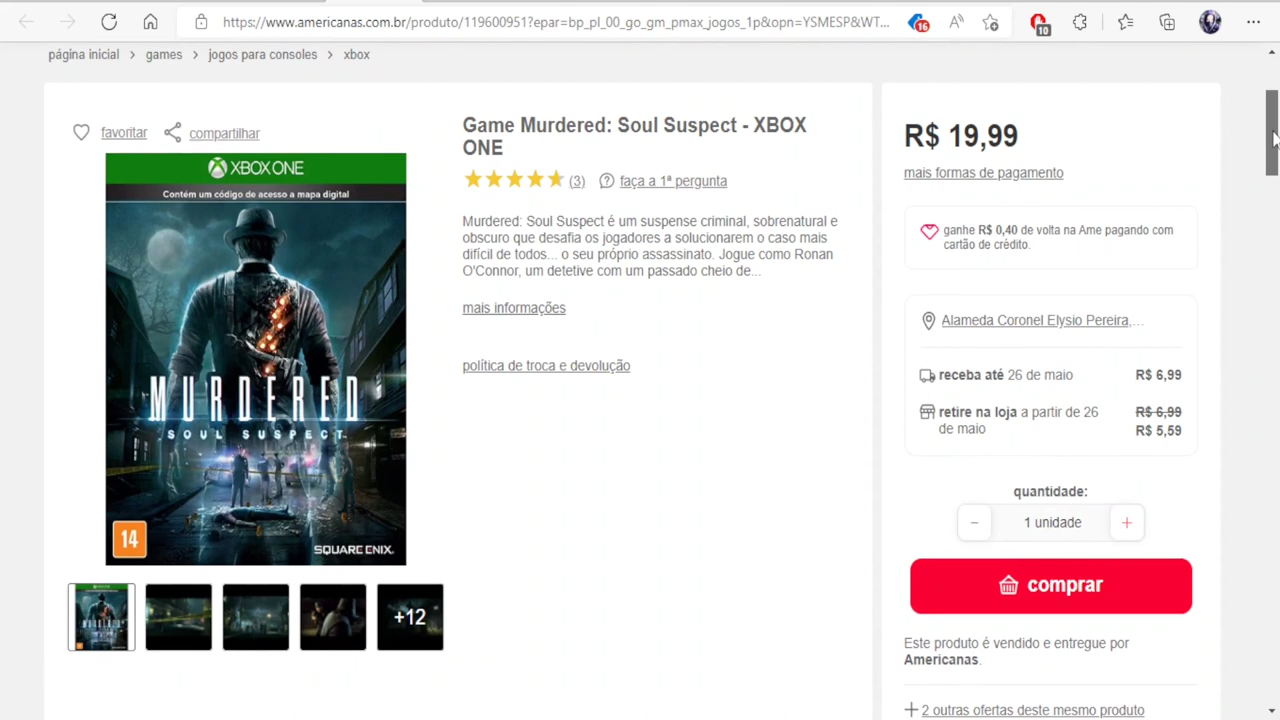 https://www.americanas.com.br/produto/119600951?epar=bp_pl_00_go_gm_pmax_jogos_1p&opn=YSMESP&WT...
16
10
página inicial > games > jogos para consoles > xbox
favoritar
compartilhar
XBOX ONE
Contém um código de acesso a mapa digital
MURDERED
SOUL SUSPECT
14
SQUARE ENIX.
+12
Game Murdered: Soul Suspect - XBOX
ONE
(3)
faça a 1ª pergunta
Murdered: Soul Suspect é um suspense criminal, sobrenatural e
obscuro que desafia os jogadores a solucionarem o caso mais
difícil de todos... o seu próprio assassinato. Jogue como Ronan
O'Connor, um detetive com um passado cheio de...
mais informações
política de troca e devolução
R$ 19,99
mais formas de pagamento
ganhe R$ 0,40 de volta na Ame pagando com
cartão de crédito.
Alameda Coronel Elysio Pereira,...
receba até 26 de maio R$ 6,99
retire na loja a partir de 26 R$ 6,99
de maio R$ 5,59
quantidade:
- 1 unidade +
comprar
Este produto é vendido e entregue por
Americanas.
+ 2 outras ofertas deste mesmo produto